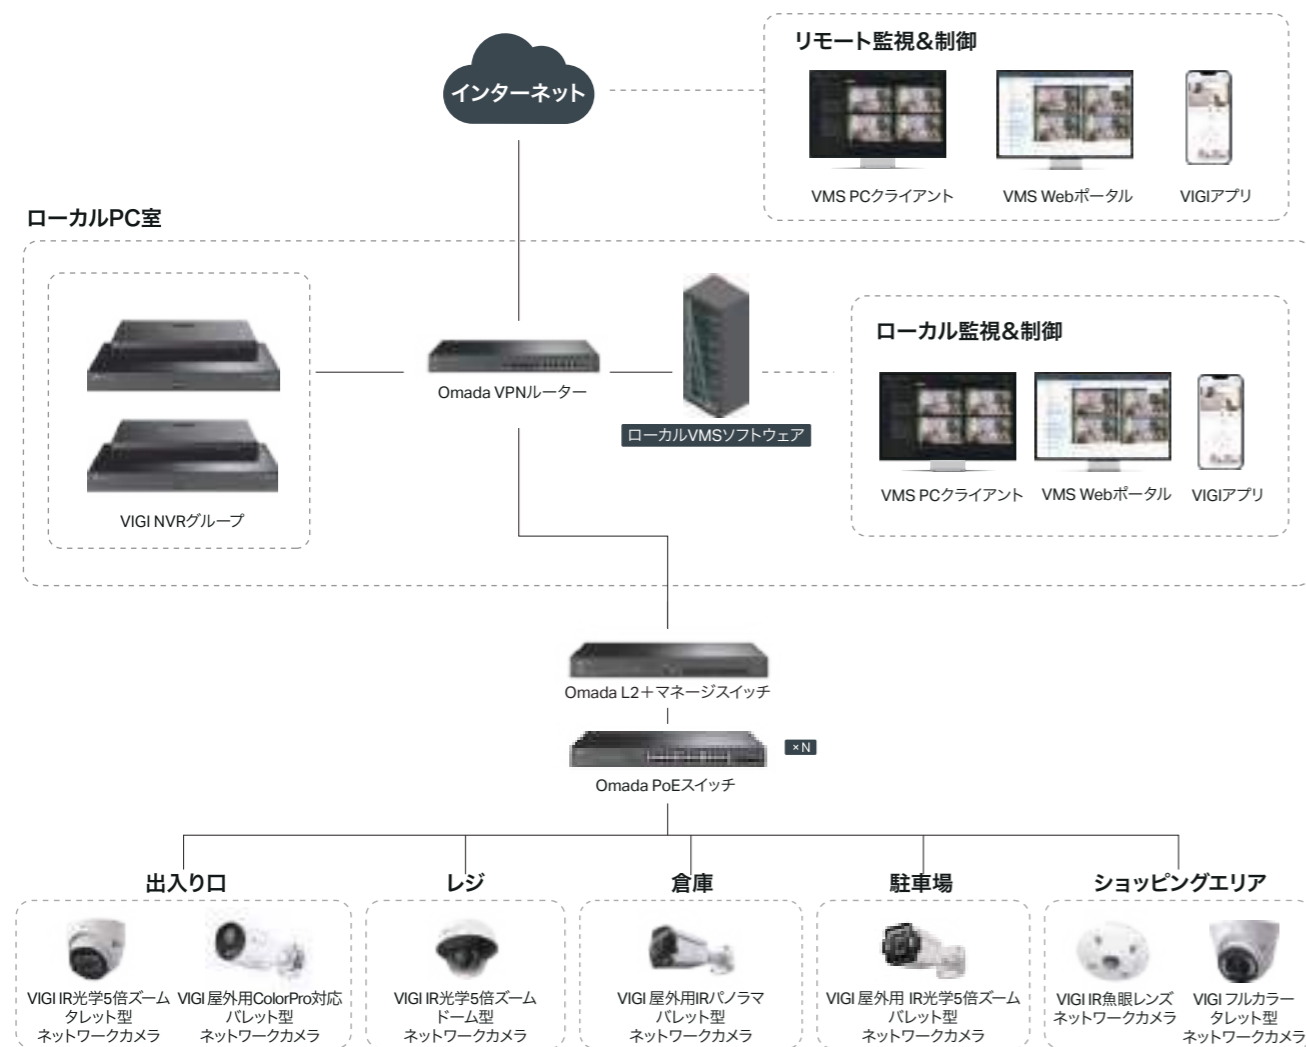 インターネット
リモート監視&制御
VMS PCクライアント
VMS Webポータル
VIGIアプリ
ローカルPC室
VIGI NVRグループ
Omada VPNルーター
ローカルVMSソフトウェア
ローカル監視&制御
VMS PCクライアント
VMS Webポータル
VIGIアプリ
Omada L2+マネージスイッチ
×N
Omada PoEスイッチ
出入り口
VIGI IR光学5倍ズーム
タレット型
ネットワークカメラ
VIGI 屋外用ColorPro対応
バレット型
ネットワークカメラ
レジ
VIGI IR光学5倍ズーム
ドーム型
ネットワークカメラ
倉庫
VIGI 屋外用IRパノラマ
バレット型
ネットワークカメラ
駐車場
VIGI 屋外用 IR光学5倍ズーム
バレット型
ネットワークカメラ
ショッピングエリア
VIGI IR魚眼レンズ
ネットワークカメラ
VIGI フルカラー
タレット型
ネットワークカメラ